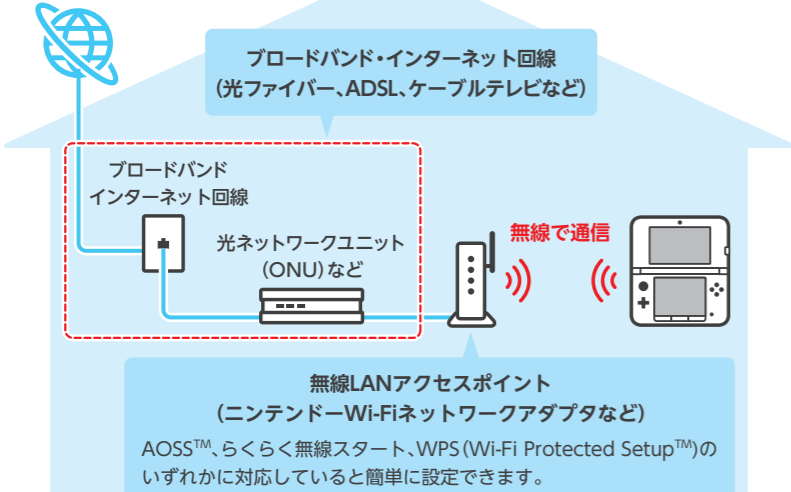 ブロードバンド・インターネット回線
(光ファイバー、ADSL、ケーブルテレビなど)
ブロードバンド
インターネット回線
光ネットワークユニット
(ONU)など
無線で通信
無線LANアクセスポイント
(ニンテンドーWi-Fiネットワークアダプタなど)
AOSS™、らくらく無線スタート、WPS(Wi-Fi Protected Setup™)の
いずれかに対応していると簡単に設定できます。